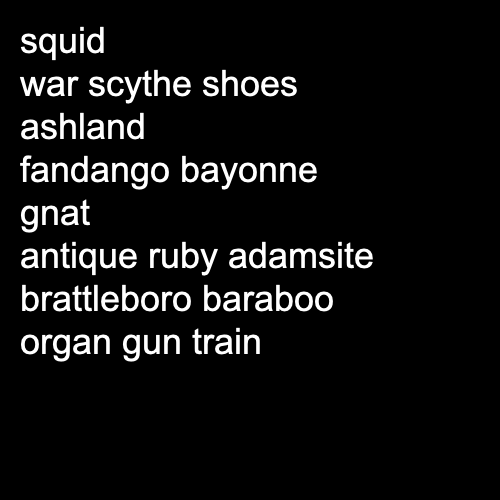 squid
war scythe shoes
ashland
fandango bayonne
gnat
antique ruby adamsite
brattleboro baraboo
organ gun train